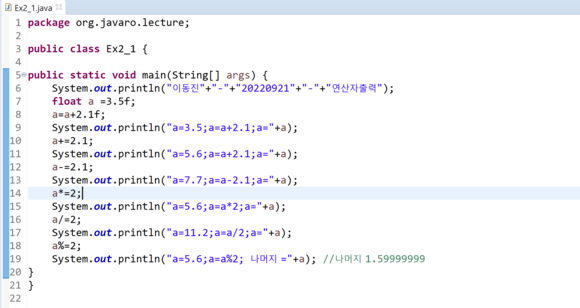 Ex2_1.java
1 package org.javaro.lecture;
2
3 public class Ex2_1 {
4
5 public static void main(String[] args) {
6 System.out.println("이동진"+"-"+"20220921"+"-"+"연산자출력");
7 float a =3.5f;
8 a=a+2.1f;
9 System.out.println("a=3.5;a=a+2.1;a="+a);
10 a+=2.1;
11 System.out.println("a=5.6;a=a+2.1;a="+a);
12 a-=2.1;
13 System.out.println("a=7.7;a=a-2.1;a="+a);
14 a*=2;
15 System.out.println("a=5.6;a=a*2;a="+a);
16 a/=2;
17 System.out.println("a=11.2;a=a/2;a="+a);
18 a%=2;
19 System.out.println("a=5.6;a=a%2; 나머지 ="+a); //나머지 1.59999999
20 }
21 }
22